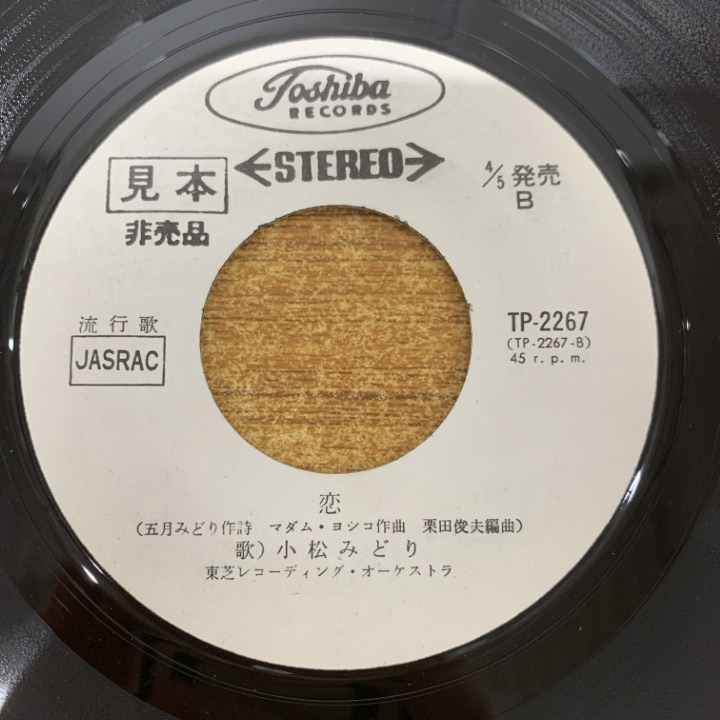 Toshiba
RECORDS
STEREO
見本
非売品
4/5 発売
B
流行歌
JASRAC
TP-2267
(TP-2267-B)
45 r. p. m.
恋
(五月みどり作詩 マダム・ヨシコ作曲 栗田俊夫編曲)
歌) 小松みどり
東芝レコーディング・オーケストラ